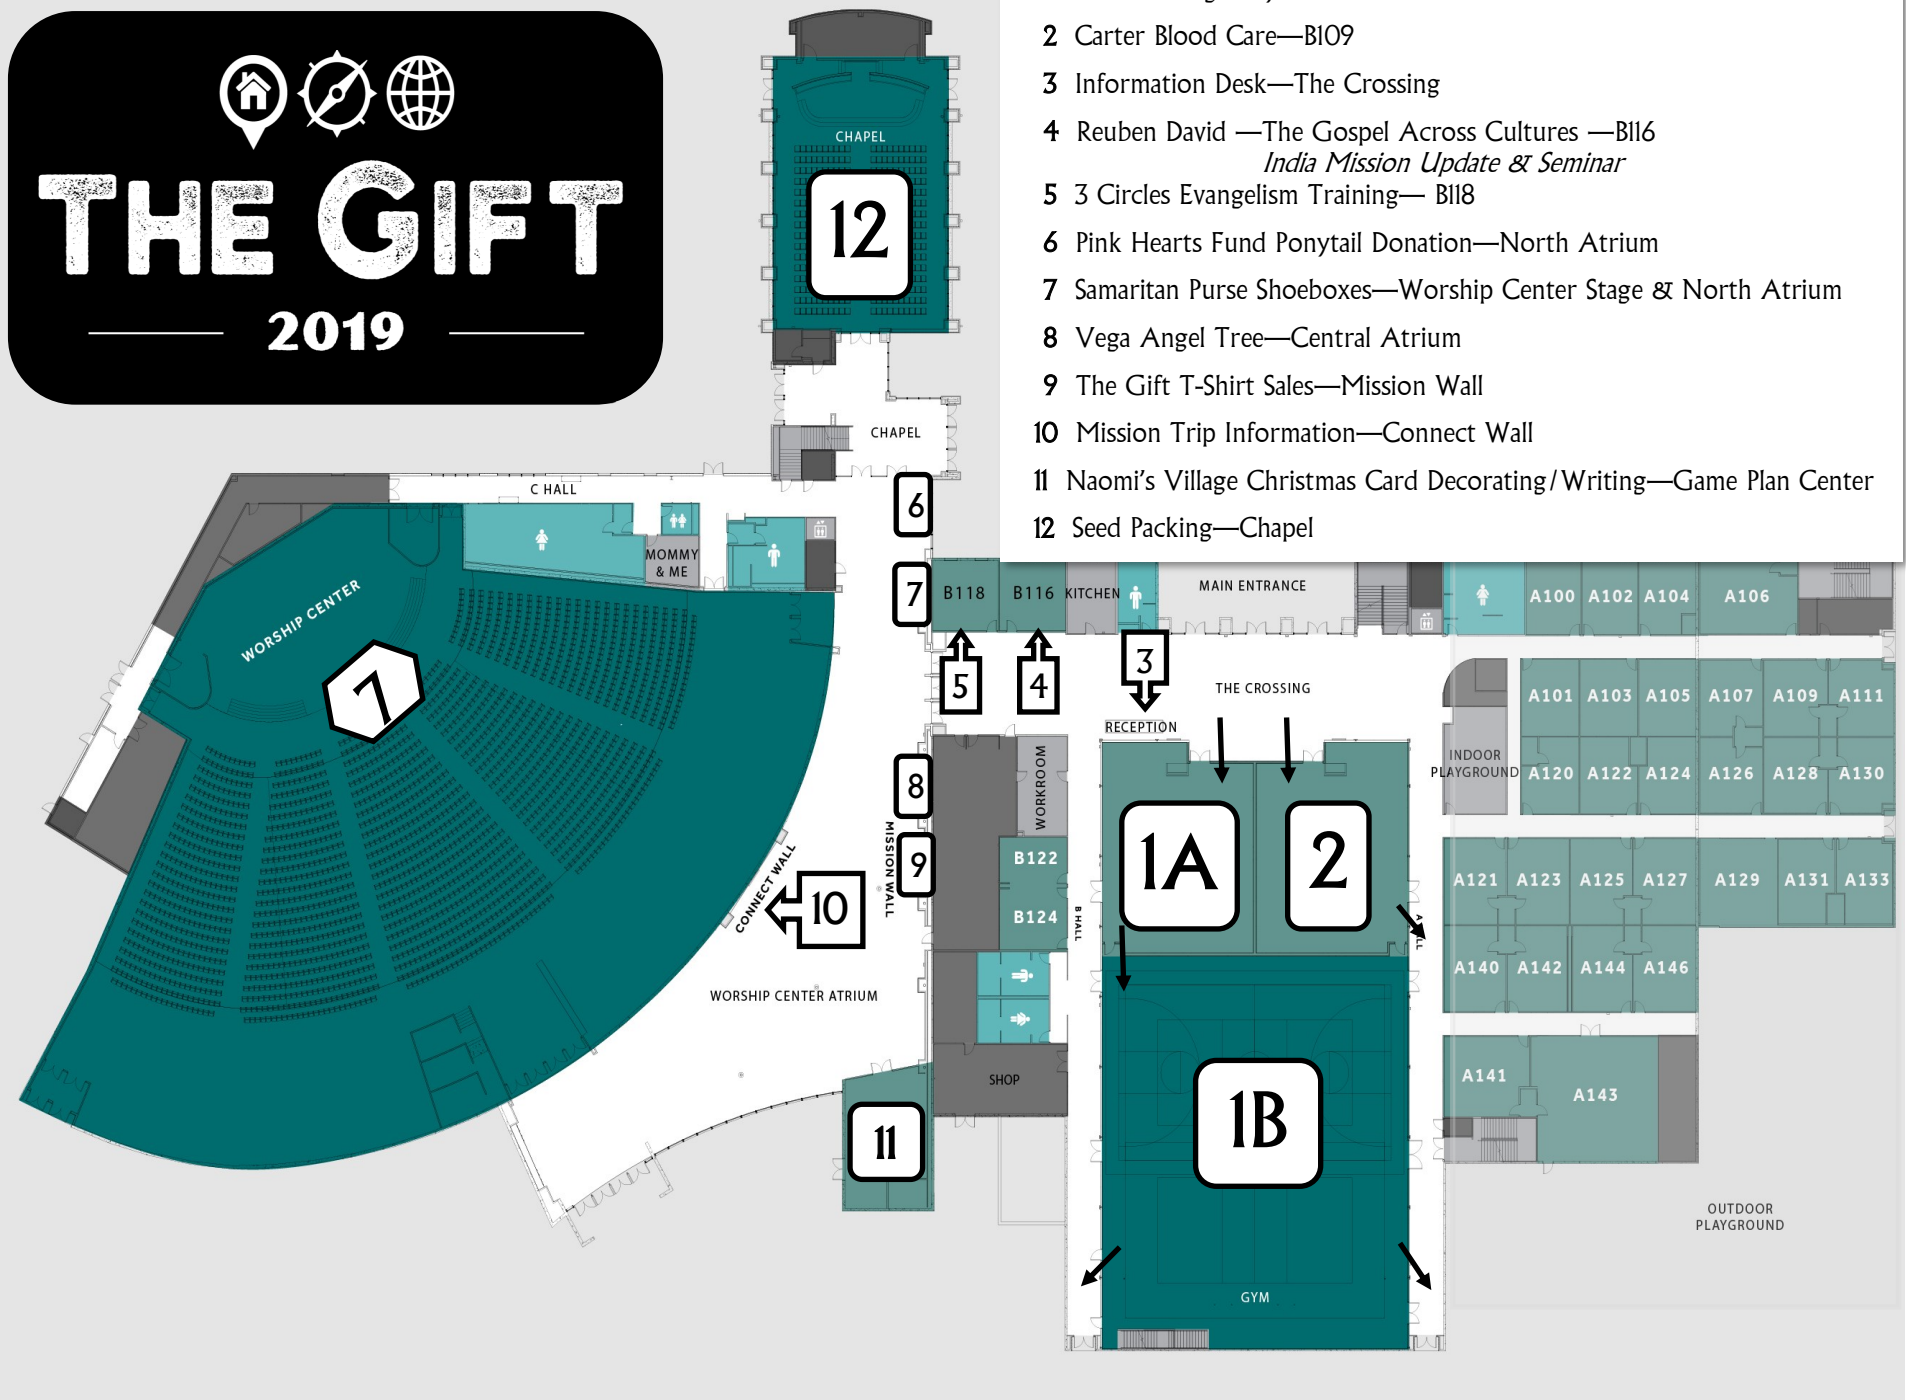 THE GIFT
2019
2 Carter Blood Care—B109
3 Information Desk—The Crossing
4 Reuben David —The Gospel Across Cultures —B116
India Mission Update & Seminar
5 3 Circles Evangelism Training— B118
6 Pink Hearts Fund Ponytail Donation—North Atrium
7 Samaritan Purse Shoeboxes—Worship Center Stage & North Atrium
8 Vega Angel Tree—Central Atrium
9 The Gift T-Shirt Sales—Mission Wall
10 Mission Trip Information—Connect Wall
11 Naomi's Village Christmas Card Decorating/Writing—Game Plan Center
12 Seed Packing—Chapel
CHAPEL
12
CHAPEL
C HALL
6
MOMMY
& ME
WORSHIP CENTER
7
7
B118
B116
KITCHEN
MAIN ENTRANCE
A100
A102
A104
A106
5
4
3
THE CROSSING
RECEPTION
A101
A103
A105
A107
A109
A111
INDOOR
PLAYGROUND
A120
A122
A124
A126
A128
A130
8
WORKROOM
MISSION WALL
9
CONNECT WALL
10
B122
B124
B HALL
1A
2
A121
A123
A125
A127
A129
A131
A133
A140
A142
A144
A146
WORSHIP CENTER ATRIUM
SHOP
11
1B
GYM
A141
A143
OUTDOOR
PLAYGROUND